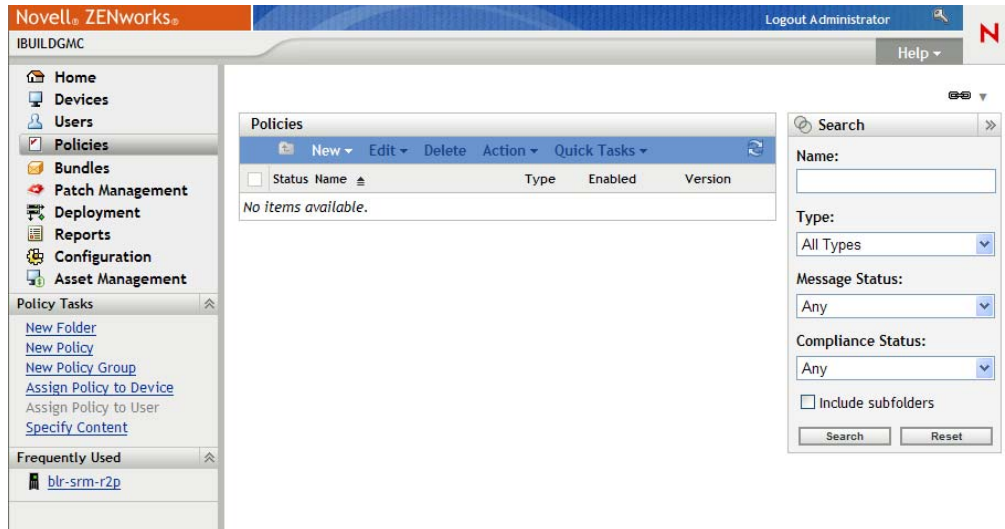 Novell® ZENworks®
Logout Administrator
N
IBUILDGMC
Help
Home
Devices
Users
Policies
Bundles
Patch Management
Deployment
Reports
Configuration
Asset Management
Policy Tasks
New Folder
New Policy
New Policy Group
Assign Policy to Device
Assign Policy to User
Specify Content
Frequently Used
blr-srm-r2p
Policies
New Edit Delete Action Quick Tasks
Status Name Type Enabled Version
No items available.
Search
Name:
Type:
All Types
Message Status:
Any
Compliance Status:
Any
Include subfolders
Search Reset